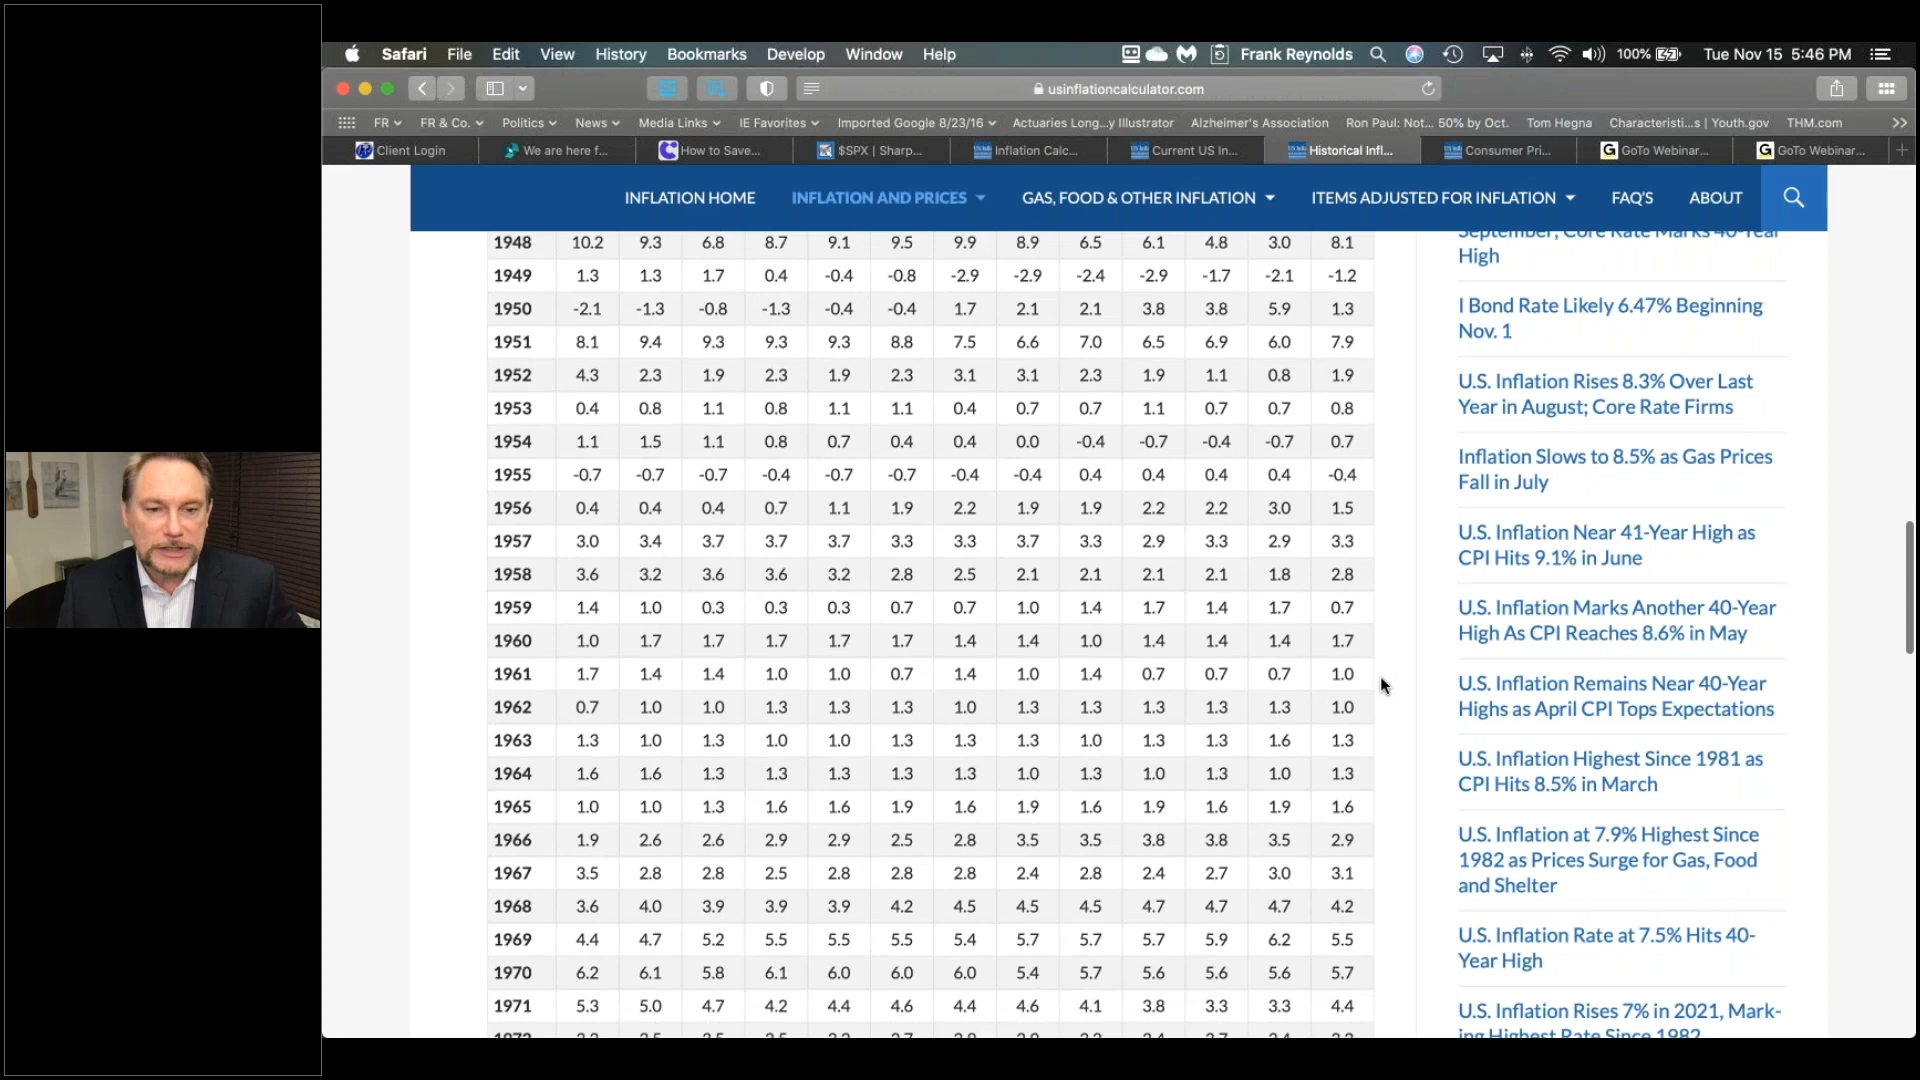 Safari File Edit View History Bookmarks Develop Window Help Frank Reynolds 100% Tue Nov 15 5:46 PM
usinflationcalculator.com
FR FR & Co. Politics News Media Links IE Favorites Imported Google 8/23/16 Actuaries Long...y Illustrator Alzheimer's Association Ron Paul: Not... 50% by Oct. Tom Hegna Characteristi...s | Youth.gov THM.com
Client Login We are here f... How to Save... $SPX | Sharp... Inflation Calc... Current US In... Historical Infl... Consumer Pri... G GoTo Webinar... G GoTo Webinar...
INFLATION HOME INFLATION AND PRICES GAS, FOOD & OTHER INFLATION ITEMS ADJUSTED FOR INFLATION FAQ'S ABOUT
1948 10.2 9.3 6.8 8.7 9.1 9.5 9.9 8.9 6.5 6.1 4.8 3.0 8.1
1949 1.3 1.3 1.7 0.4 -0.4 -0.8 -2.9 -2.9 -2.4 -2.9 -1.7 -2.1 -1.2
1950 -2.1 -1.3 -0.8 -1.3 -0.4 -0.4 1.7 2.1 2.1 3.8 3.8 5.9 1.3
1951 8.1 9.4 9.3 9.3 9.3 8.8 7.5 6.6 7.0 6.5 6.9 6.0 7.9
1952 4.3 2.3 1.9 2.3 1.9 2.3 3.1 3.1 2.3 1.9 1.1 0.8 1.9
1953 0.4 0.8 1.1 0.8 1.1 1.1 0.4 0.7 0.7 1.1 0.7 0.7 0.8
1954 1.1 1.5 1.1 0.8 0.7 0.4 0.4 0.0 -0.4 -0.7 -0.4 -0.7 0.7
1955 -0.7 -0.7 -0.7 -0.4 -0.7 -0.7 -0.4 -0.4 0.4 0.4 0.4 0.4 -0.4
1956 0.4 0.4 0.4 0.7 1.1 1.9 2.2 1.9 1.9 2.2 2.2 3.0 1.5
1957 3.0 3.4 3.7 3.7 3.7 3.3 3.3 3.7 3.3 2.9 3.3 2.9 3.3
1958 3.6 3.2 3.6 3.6 3.2 2.8 2.5 2.1 2.1 2.1 2.1 1.8 2.8
1959 1.4 1.0 0.3 0.3 0.3 0.7 0.7 1.0 1.4 1.7 1.4 1.7 0.7
1960 1.0 1.7 1.7 1.7 1.7 1.7 1.4 1.4 1.0 1.4 1.4 1.4 1.7
1961 1.7 1.4 1.4 1.0 1.0 0.7 1.4 1.0 1.4 0.7 0.7 0.7 1.0
1962 0.7 1.0 1.0 1.3 1.3 1.3 1.0 1.3 1.3 1.3 1.3 1.3 1.0
1963 1.3 1.0 1.3 1.0 1.0 1.3 1.3 1.3 1.0 1.3 1.3 1.6 1.3
1964 1.6 1.6 1.3 1.3 1.3 1.3 1.3 1.0 1.3 1.0 1.3 1.0 1.3
1965 1.0 1.0 1.3 1.6 1.6 1.9 1.6 1.9 1.6 1.9 1.6 1.9 1.6
1966 1.9 2.6 2.6 2.9 2.9 2.5 2.8 3.5 3.5 3.8 3.8 3.5 2.9
1967 3.5 2.8 2.8 2.5 2.8 2.8 2.8 2.4 2.8 2.4 2.7 3.0 3.1
1968 3.6 4.0 3.9 3.9 3.9 4.2 4.5 4.5 4.5 4.7 4.7 4.7 4.2
1969 4.4 4.7 5.2 5.5 5.5 5.5 5.4 5.7 5.7 5.7 5.9 6.2 5.5
1970 6.2 6.1 5.8 6.1 6.0 6.0 6.0 5.4 5.7 5.6 5.6 5.6 5.7
1971 5.3 5.0 4.7 4.2 4.4 4.6 4.4 4.6 4.1 3.8 3.3 3.3 4.4
September; Core Rate Marks 40-Year
High
I Bond Rate Likely 6.47% Beginning
Nov. 1
U.S. Inflation Rises 8.3% Over Last
Year in August; Core Rate Firms
Inflation Slows to 8.5% as Gas Prices
Fall in July
U.S. Inflation Near 41-Year High as
CPI Hits 9.1% in June
U.S. Inflation Marks Another 40-Year
High As CPI Reaches 8.6% in May
U.S. Inflation Remains Near 40-Year
Highs as April CPI Tops Expectations
U.S. Inflation Highest Since 1981 as
CPI Hits 8.5% in March
U.S. Inflation at 7.9% Highest Since
1982 as Prices Surge for Gas, Food
and Shelter
U.S. Inflation Rate at 7.5% Hits 40-
Year High
U.S. Inflation Rises 7% in 2021, Mark-
ing Highest Rate Since 1982